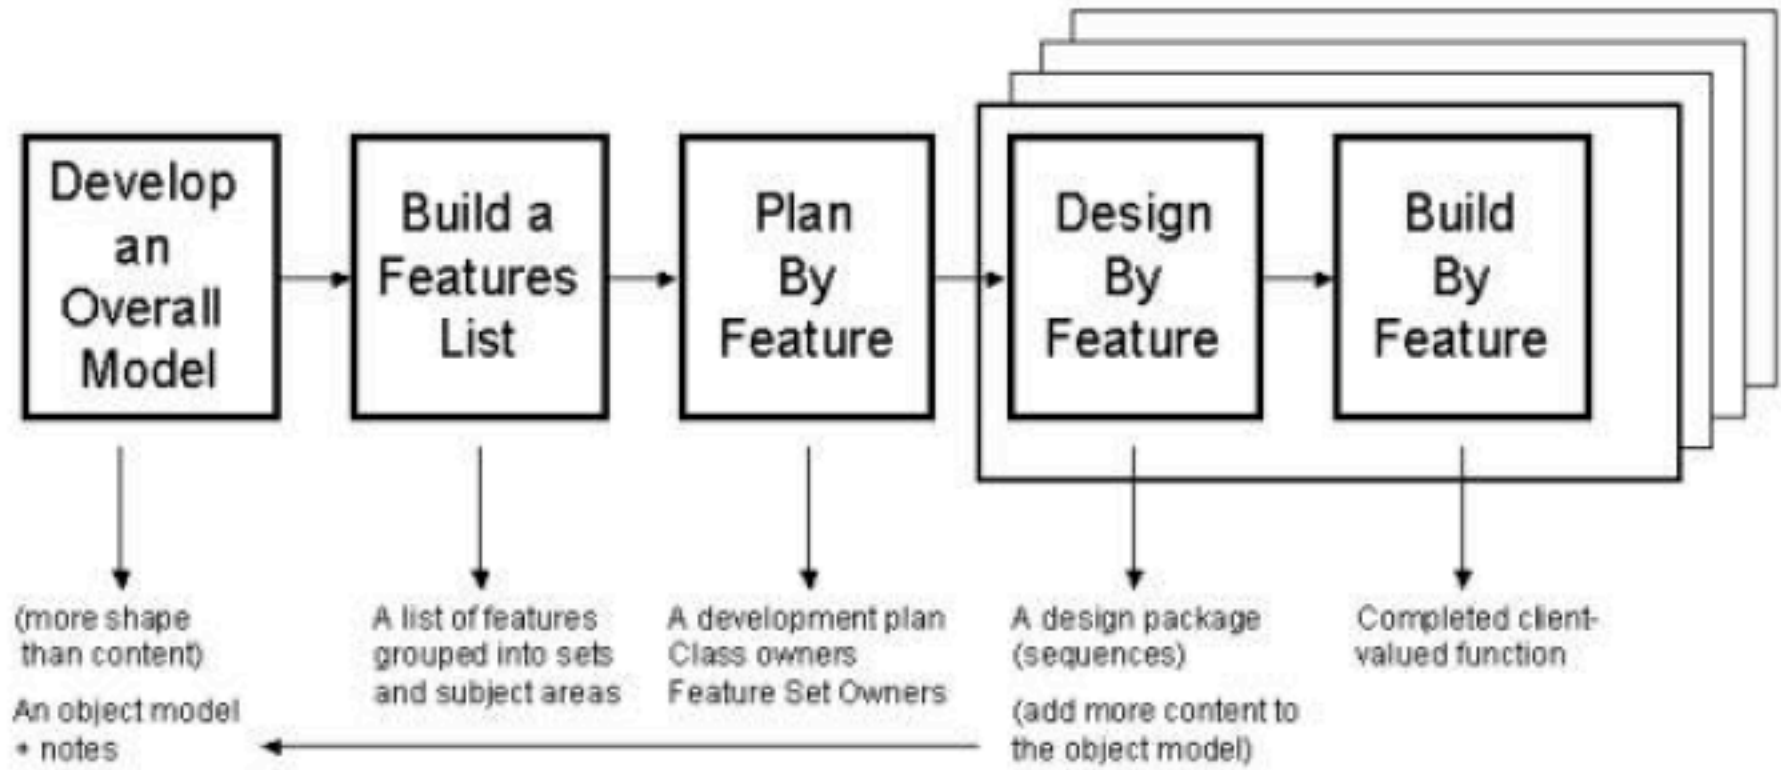 Develop
an
Overall
Model
Build a
Features
List
Plan
By
Feature
Design
By
Feature
Build
By
Feature
(more shape
than content)
An object model
+ notes
A list of features
grouped into sets
and subject areas
A development plan
Class owners
Feature Set Owners
A design package
(sequences)
(add more content to
the object model)
Completed client-
valued function